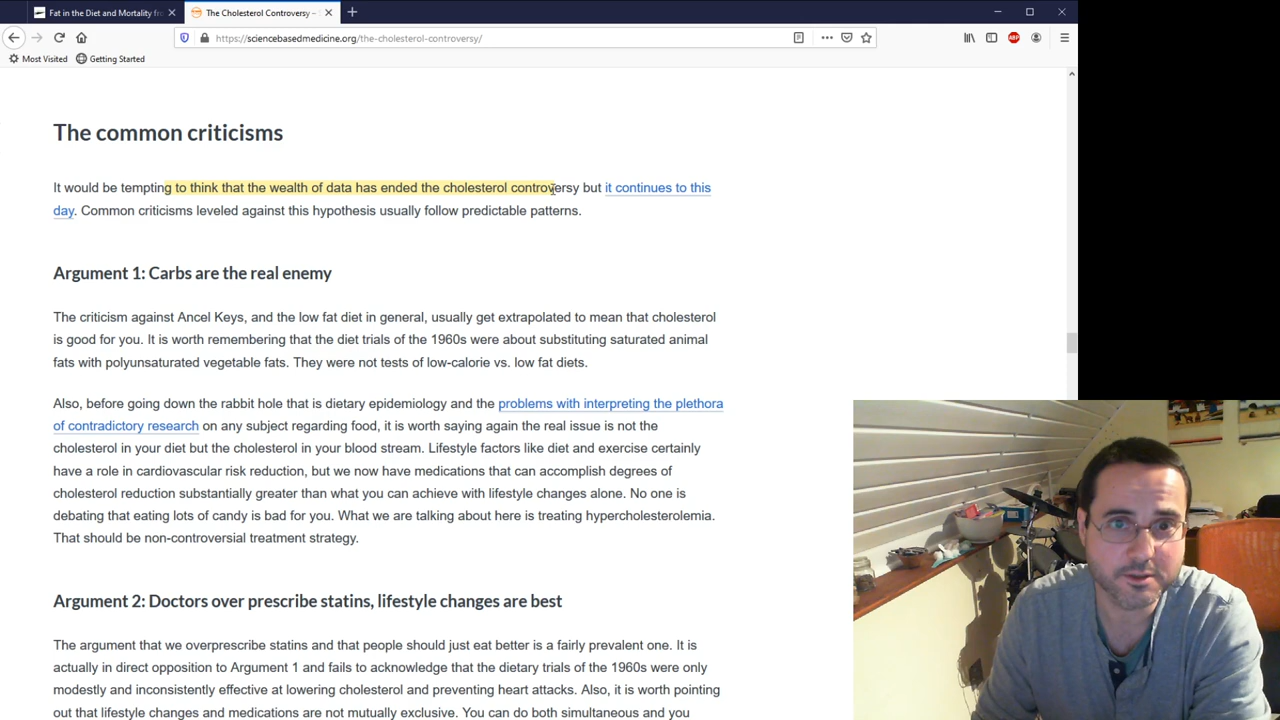 Fat in the Diet and Mortality fr
The Cholesterol Controversy –
https://sciencebasedmedicine.org/the-cholesterol-controversy/
ABP
Most Visited
Getting Started
The common criticisms
It would be tempting to think that the wealth of data has ended the cholesterol controversy but it continues to this
day. Common criticisms leveled against this hypothesis usually follow predictable patterns.
Argument 1: Carbs are the real enemy
The criticism against Ancel Keys, and the low fat diet in general, usually get extrapolated to mean that cholesterol
is good for you. It is worth remembering that the diet trials of the 1960s were about substituting saturated animal
fats with polyunsaturated vegetable fats. They were not tests of low-calorie vs. low fat diets.
Also, before going down the rabbit hole that is dietary epidemiology and the problems with interpreting the plethora
of contradictory research on any subject regarding food, it is worth saying again the real issue is not the
cholesterol in your diet but the cholesterol in your blood stream. Lifestyle factors like diet and exercise certainly
have a role in cardiovascular risk reduction, but we now have medications that can accomplish degrees of
cholesterol reduction substantially greater than what you can achieve with lifestyle changes alone. No one is
debating that eating lots of candy is bad for you. What we are talking about here is treating hypercholesterolemia.
That should be non-controversial treatment strategy.
Argument 2: Doctors over prescribe statins, lifestyle changes are best
The argument that we overprescribe statins and that people should just eat better is a fairly prevalent one. It is
actually in direct opposition to Argument 1 and fails to acknowledge that the dietary trials of the 1960s were only
modestly and inconsistently effective at lowering cholesterol and preventing heart attacks. Also, it is worth pointing
out that lifestyle changes and medications are not mutually exclusive. You can do both simultaneous and you